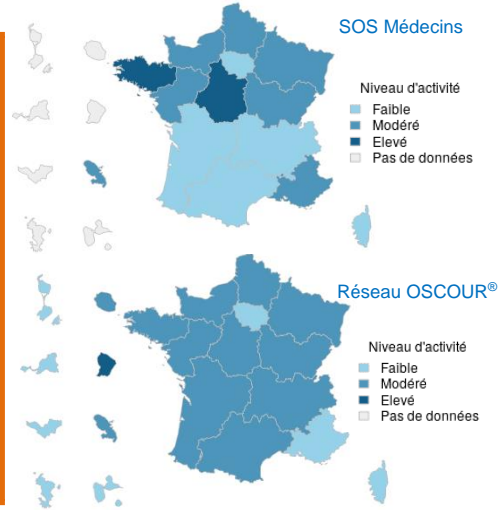 SOS Médecins
Niveau d'activité
Faible
Modéré
Elevé
Pas de données
Réseau OSCOUR®
Niveau d'activité
Faible
Modéré
Elevé
Pas de données